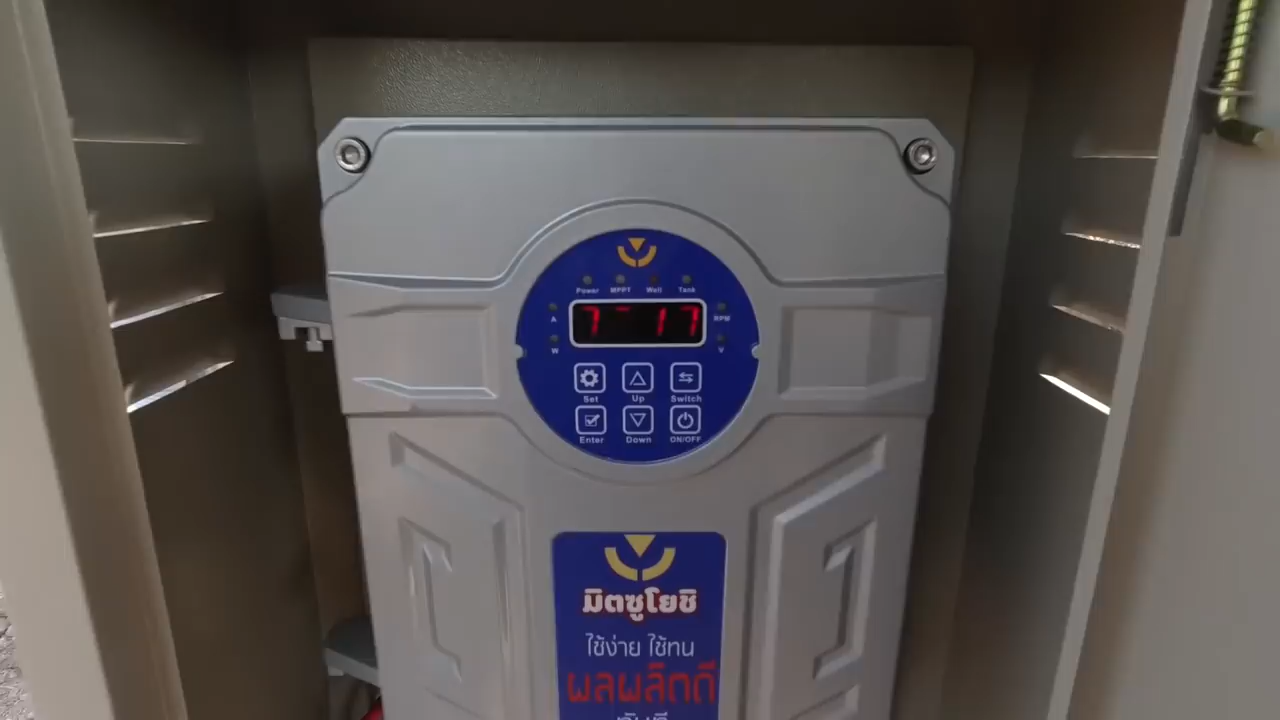 Power MPPT Well Tank
A 7 - 17 RPM
W V
Set Up Switch
Enter Down ON/OFF
มิตซูโยชิ
ใช้ง่าย ใช้ทน
ผลผลิตดี